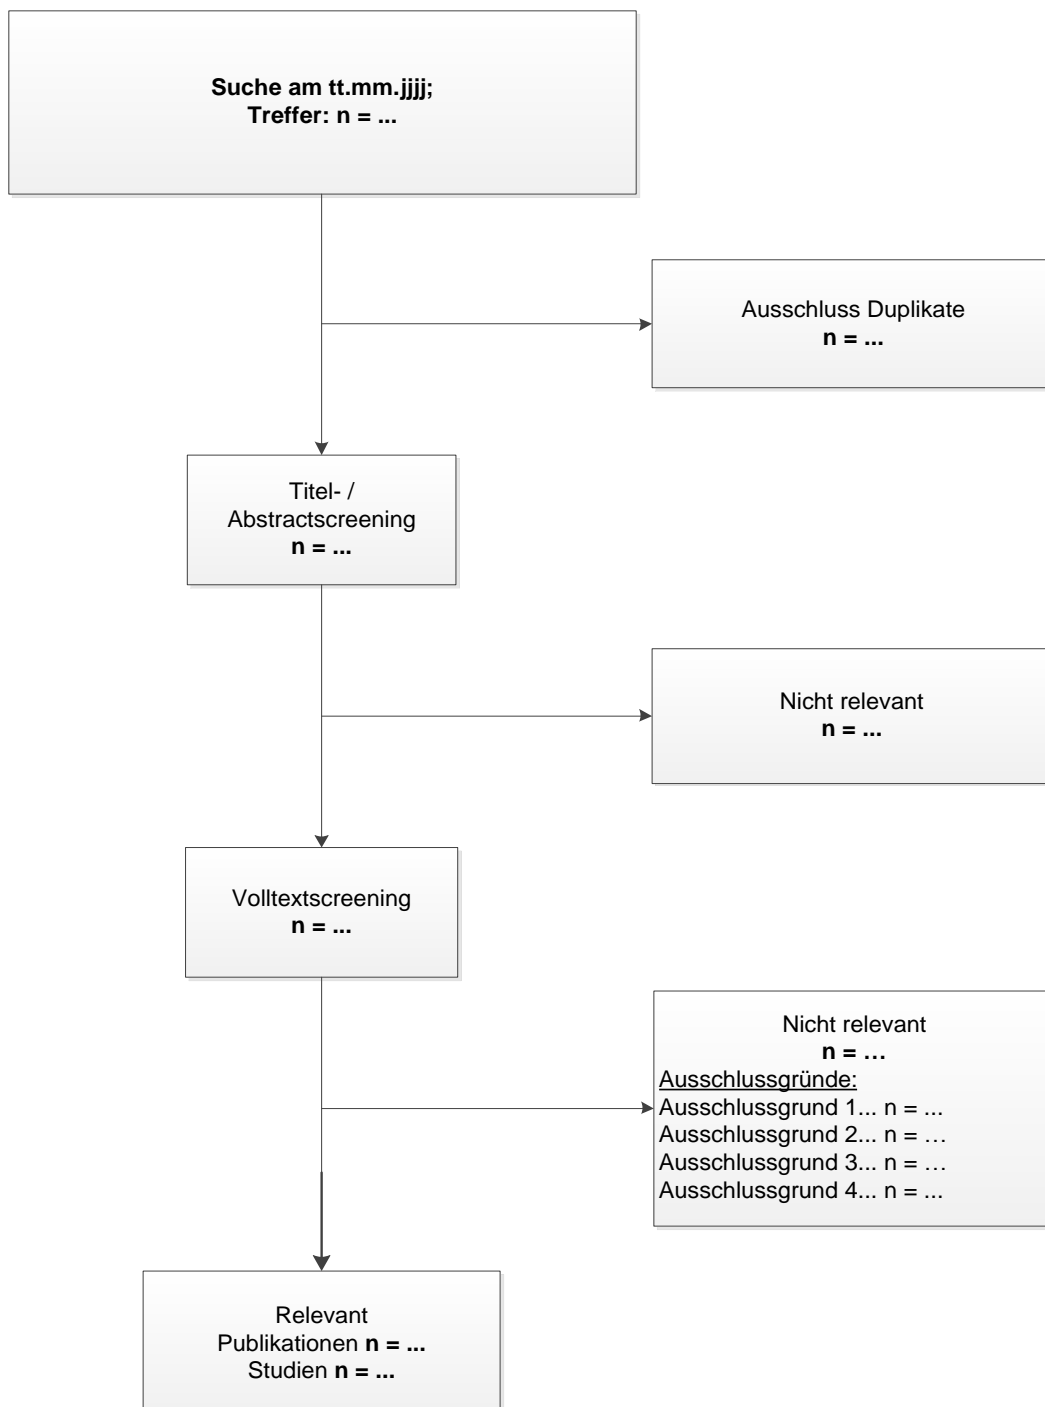 Suche am tt.mm.jjjj;
Treffer: n = ...
Ausschluss Duplikate
n = ...
Titel- /
Abstractscreening
n = ...
Nicht relevant
n = ...
Volltextscreening
n = ...
Nicht relevant
n = …
Ausschlussgründe:
Ausschlussgrund 1... n = ...
Ausschlussgrund 2... n = …
Ausschlussgrund 3... n = …
Ausschlussgrund 4... n = ...
Relevant
Publikationen n = ...
Studien n = ...